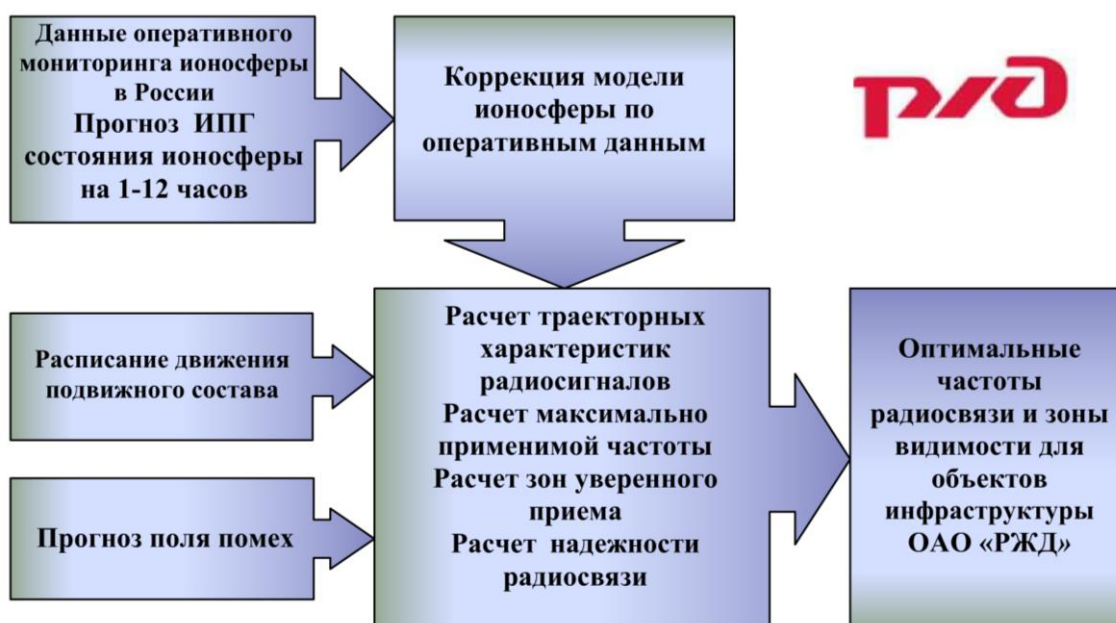 Данные оперативного
мониторинга ионосферы
в России
Прогноз ИПГ
состояния ионосферы
на 1-12 часов
Коррекция модели
ионосферы по
оперативным данным
ржд
Расписание движения
подвижного состава
Прогноз поля помех
Расчет траекторных
характеристик
радиосигналов
Расчет максимально
применимой частоты
Расчет зон уверенного
приема
Расчет надежности
радиосвязи
Оптимальные
частоты
радиосвязи и зоны
видимости для
объектов
инфраструктуры
ОАО «РЖД»